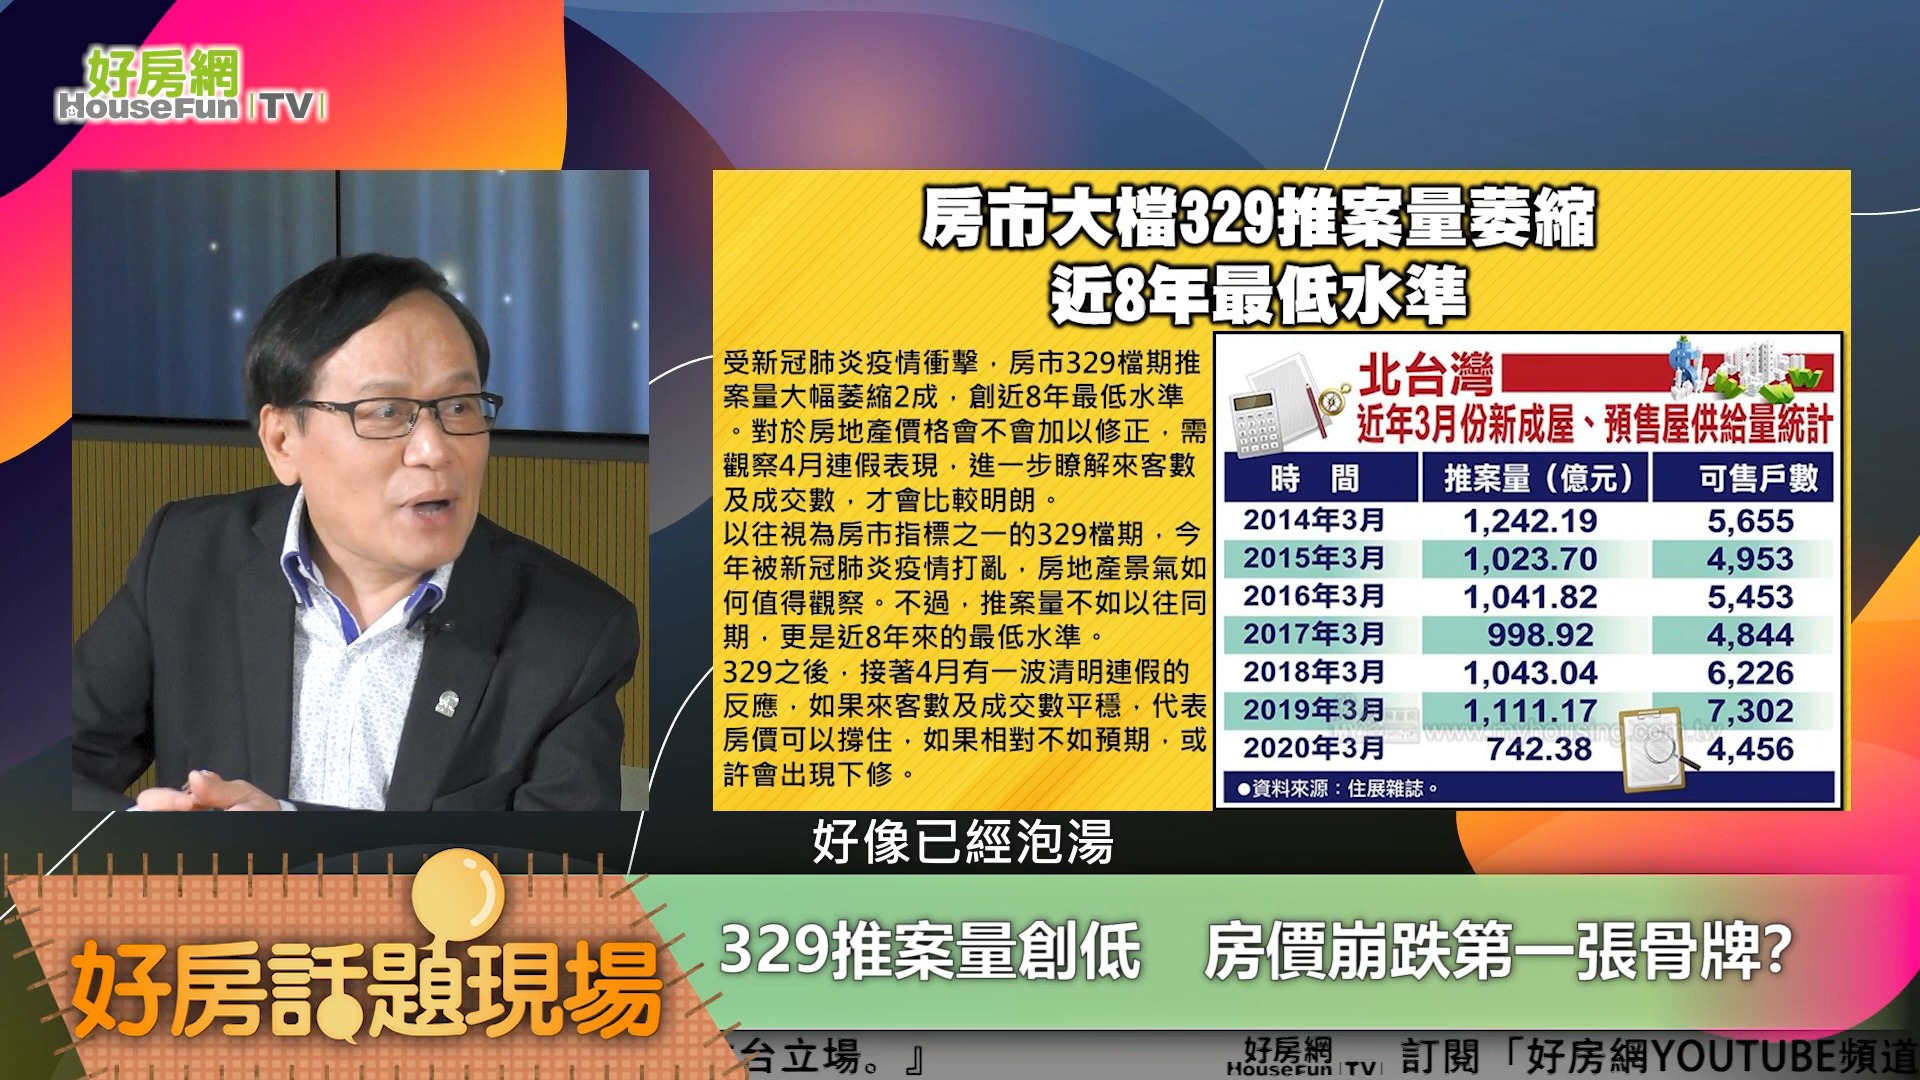 好房網
HouseFun TV
房市大檔329推案量萎縮
近8年最低水準
受新冠肺炎疫情衝擊，房市329檔期推
案量大幅萎縮2成，創近8年最低水準
。對於房地產價格會不會加以修正，需
觀察4月連假表現，進一步瞭解來客數
及成交數，才會比較明朗。
以往視為房市指標之一的329檔期，今
年被新冠肺炎疫情打亂，房地產景氣如
何值得觀察。不過，推案量不如以往同
期，更是近8年來的最低水準。
329之後，接著4月有一波清明連假的
反應，如果來客數及成交數平穩，代表
房價可以撐住，如果相對不如預期，或
許會出現下修。
北台灣
近年3月份新成屋、預售屋供給量統計
時 間 推案量（億元） 可售戶數
2014年3月 1,242.19 5,655
2015年3月 1,023.70 4,953
2016年3月 1,041.82 5,453
2017年3月 998.92 4,844
2018年3月 1,043.04 6,226
2019年3月 1,111.17 7,302
www.myhousing.com.tw
2020年3月 742.38 4,456
●資料來源：住展雜誌。
好像已經泡湯
好房話題現場
329推案量創低 房價崩跌第一張骨牌?
台立場。』 好房網 HouseFun TV 訂閱「好房網YOUTUBE頻道